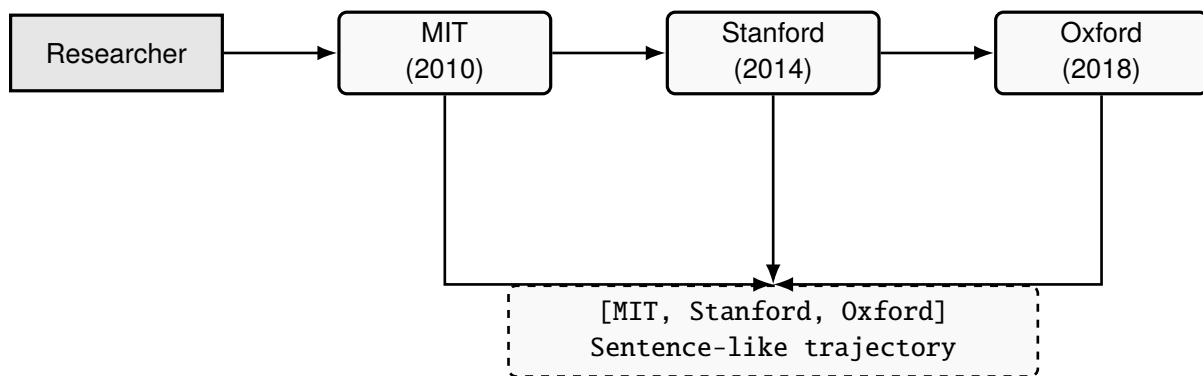 Researcher
MIT
(2010)
Stanford
(2014)
Oxford
(2018)
[MIT, Stanford, Oxford]
Sentence-like trajectory